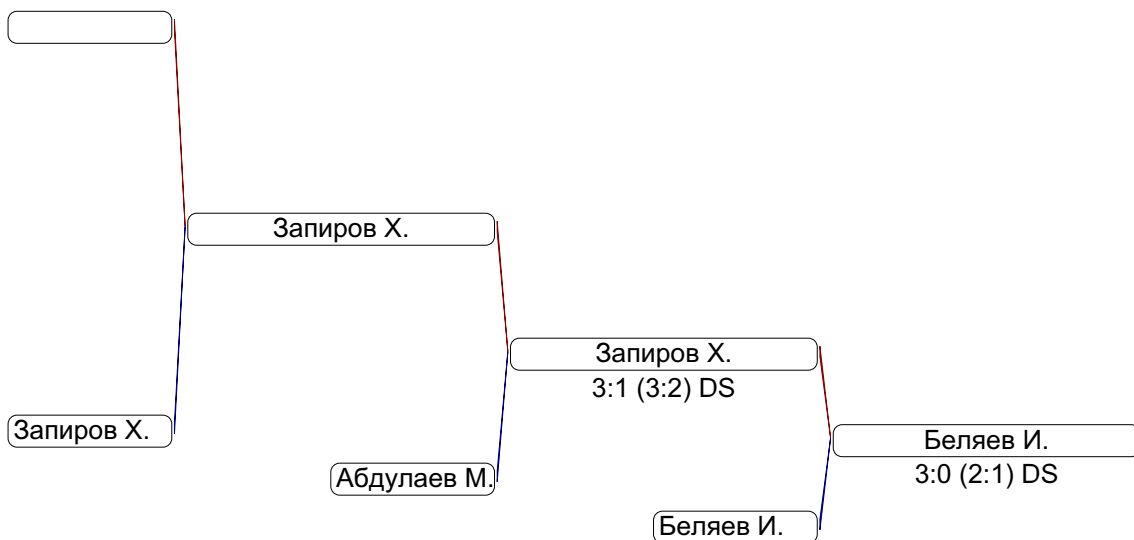 Запиров Х.
Запиров Х.
3:1 (3:2) DS
Запиров Х.
Беляев И.
3:0 (2:1) DS
Абдулаев М.
Беляев И.